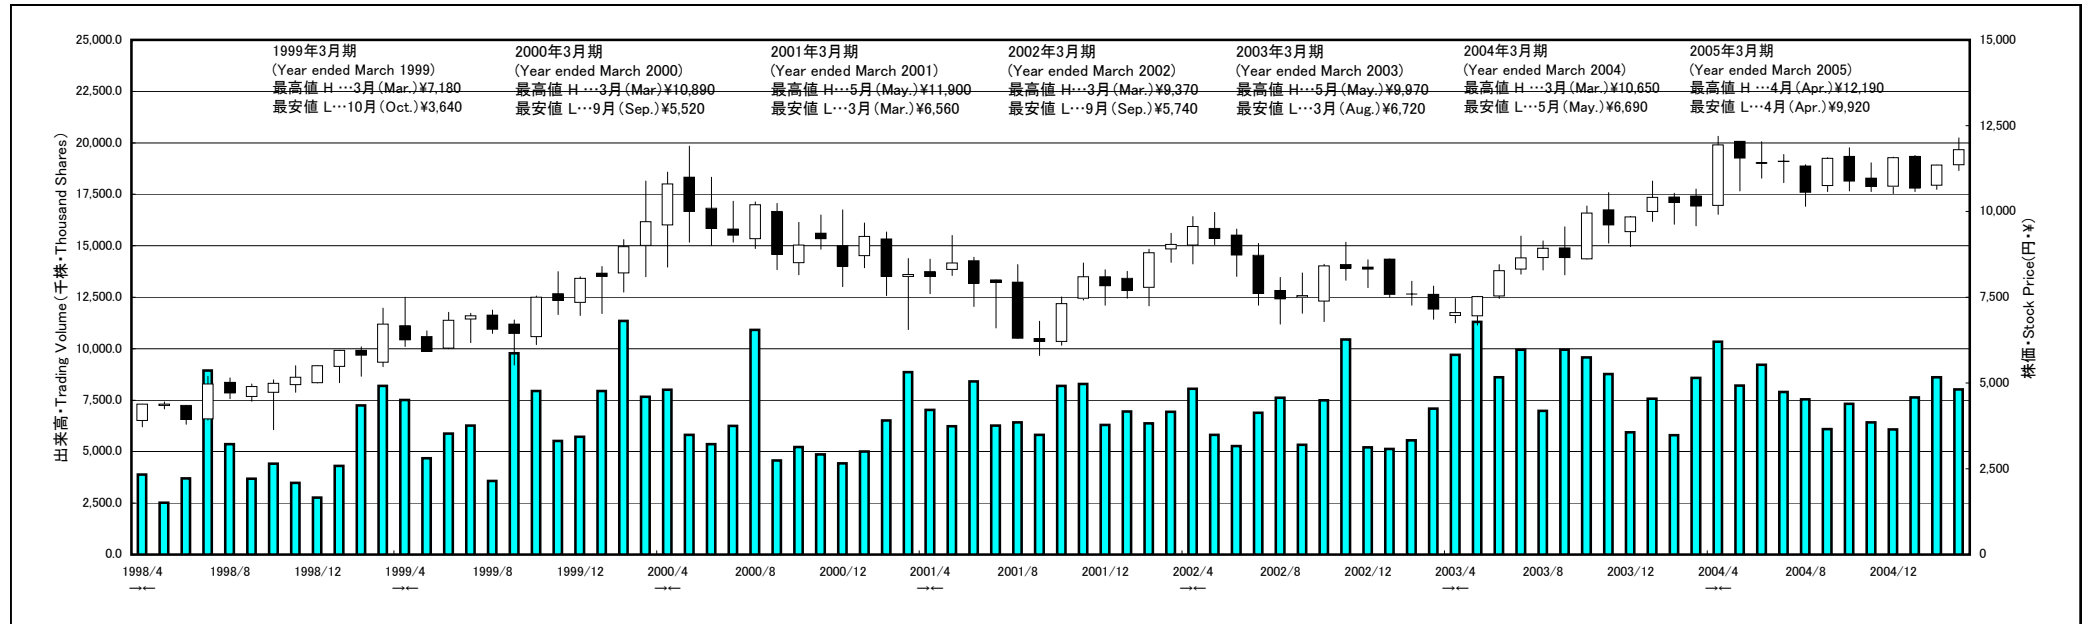 1999年3月期
(Year ended March 1999)
最高値 H …3月(Mar.)¥7,180
最安値 L…10月(Oct.)¥3,640
2000年3月期
(Year ended March 2000)
最高値 H …3月(Mar)¥10,890
最安値 L…9月(Sep.)¥5,520
2001年3月期
(Year ended March 2001)
最高値 H…5月(May.)¥11,900
最安値 L…3月(Mar.)¥6,560
2002年3月期
(Year ended March 2002)
最高値 H…3月(Mar.)¥9,370
最安値 L…9月(Sep.)¥5,740
2003年3月期
(Year ended March 2003)
最高値 H…5月(May.)¥9,970
最安値 L…3月(Aug.)¥6,720
2004年3月期
(Year ended March 2004)
最高値 H …3月(Mar.)¥10,650
最安値 L…5月(May.)¥6,690
2005年3月期
(Year ended March 2005)
最高値 H …4月(Apr.)¥12,190
最安値 L…4月(Apr.)¥9,920
出来高・Trading Volume(千株・Thousand Shares)
25,000.0
22,500.0
20,000.0
17,500.0
15,000.0
12,500.0
10,000.0
7,500.0
5,000.0
2,500.0
0.0
15,000
12,500
10,000
7,500
5,000
2,500
0
株価・Stock Price(円・¥)
1998/4 1998/8 1998/12 1999/4 1999/8 1999/12 2000/4 2000/8 2000/12 2001/4 2001/8 2001/12 2002/4 2002/8 2002/12 2003/4 2003/8 2003/12 2004/4 2004/8 2004/12
→← →← →← →← →← →← →←